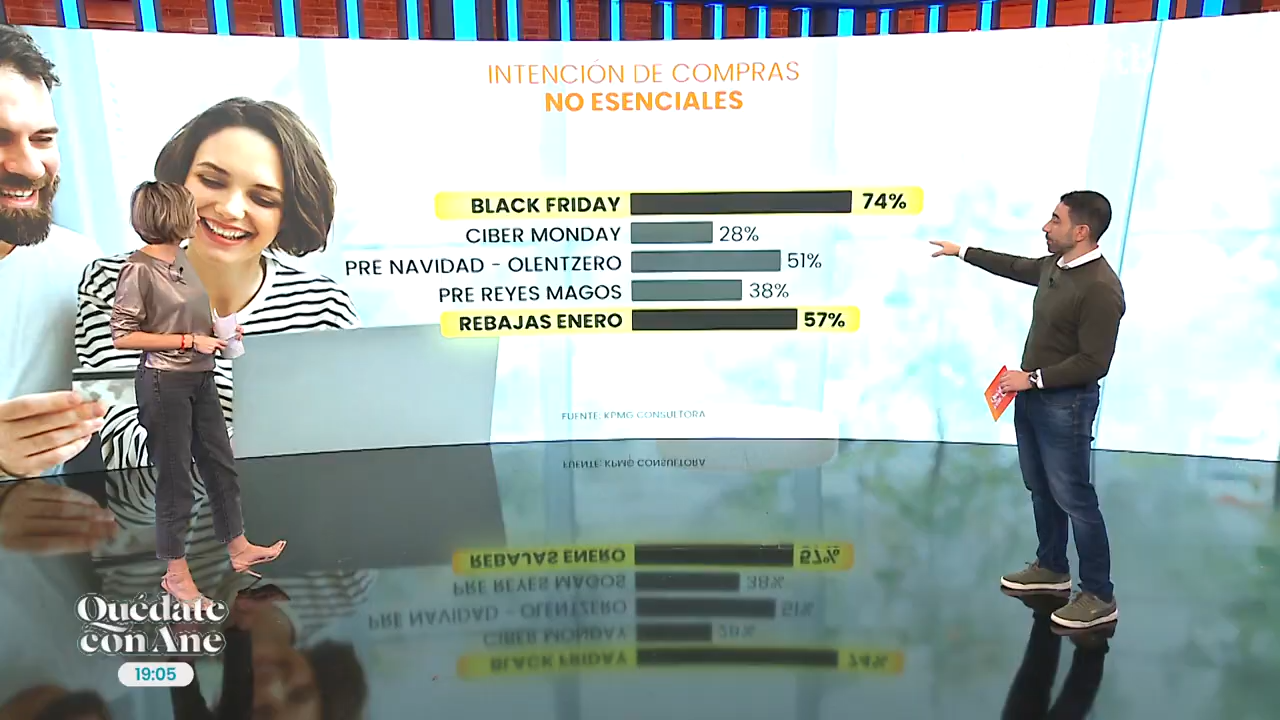 INTENCIÓN DE COMPRAS
NO ESENCIALES
BLACK FRIDAY 74%
CIBER MONDAY 28%
PRE NAVIDAD - OLENTZERO 51%
PRE REYES MAGOS 38%
REBAJAS ENERO 57%
FUENTE: KPMG CONSULTORA
Quédate
con Ane
19:05